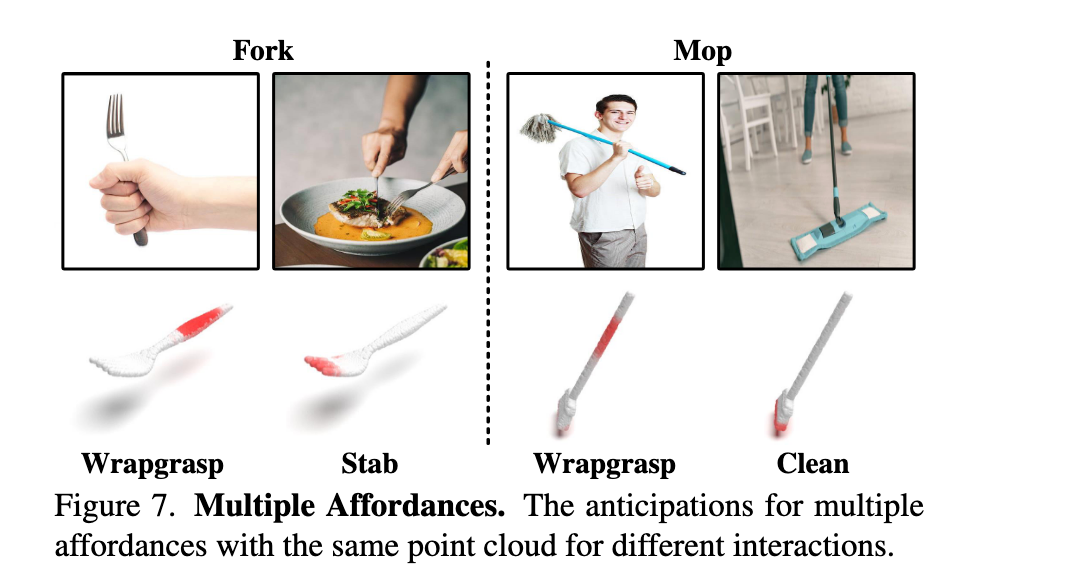 Fork
Mop
Wrapgrasp
Stab
Wrapgrasp
Clean
Figure 7. Multiple Affordances. The anticipations for multiple
affordances with the same point cloud for different interactions.